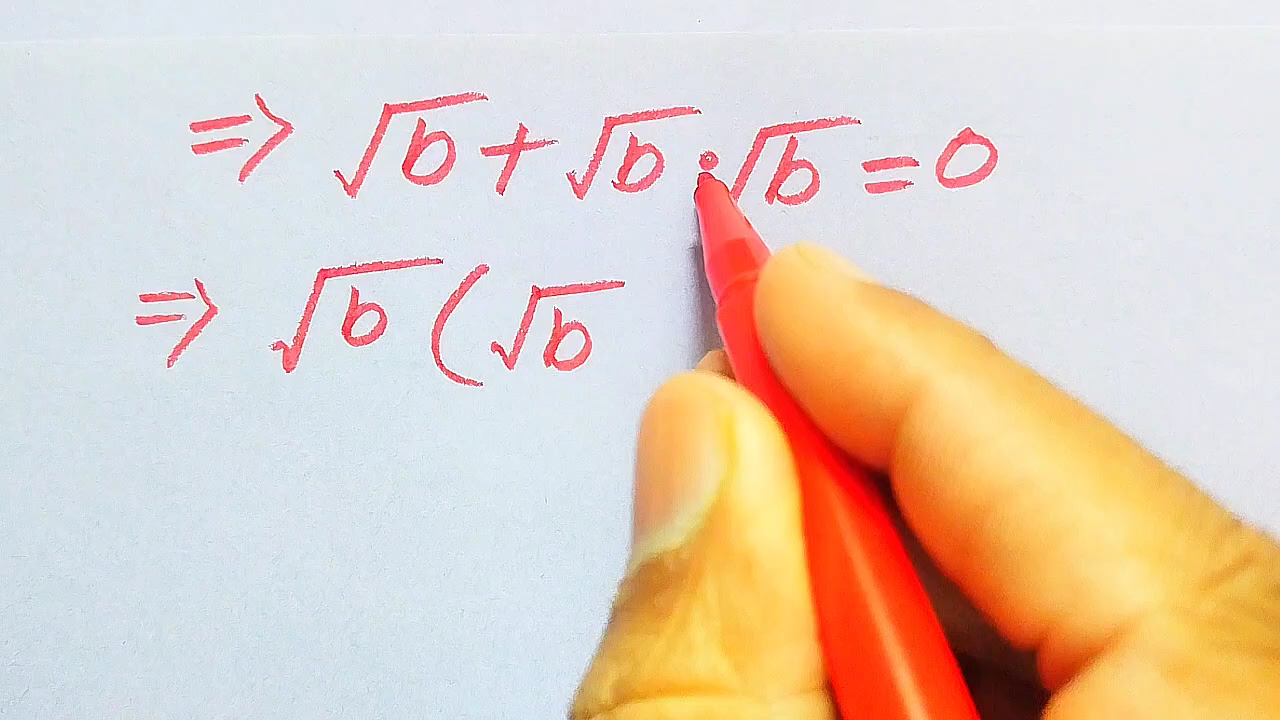 => √b + √b · √b = 0
=> √b ( √b